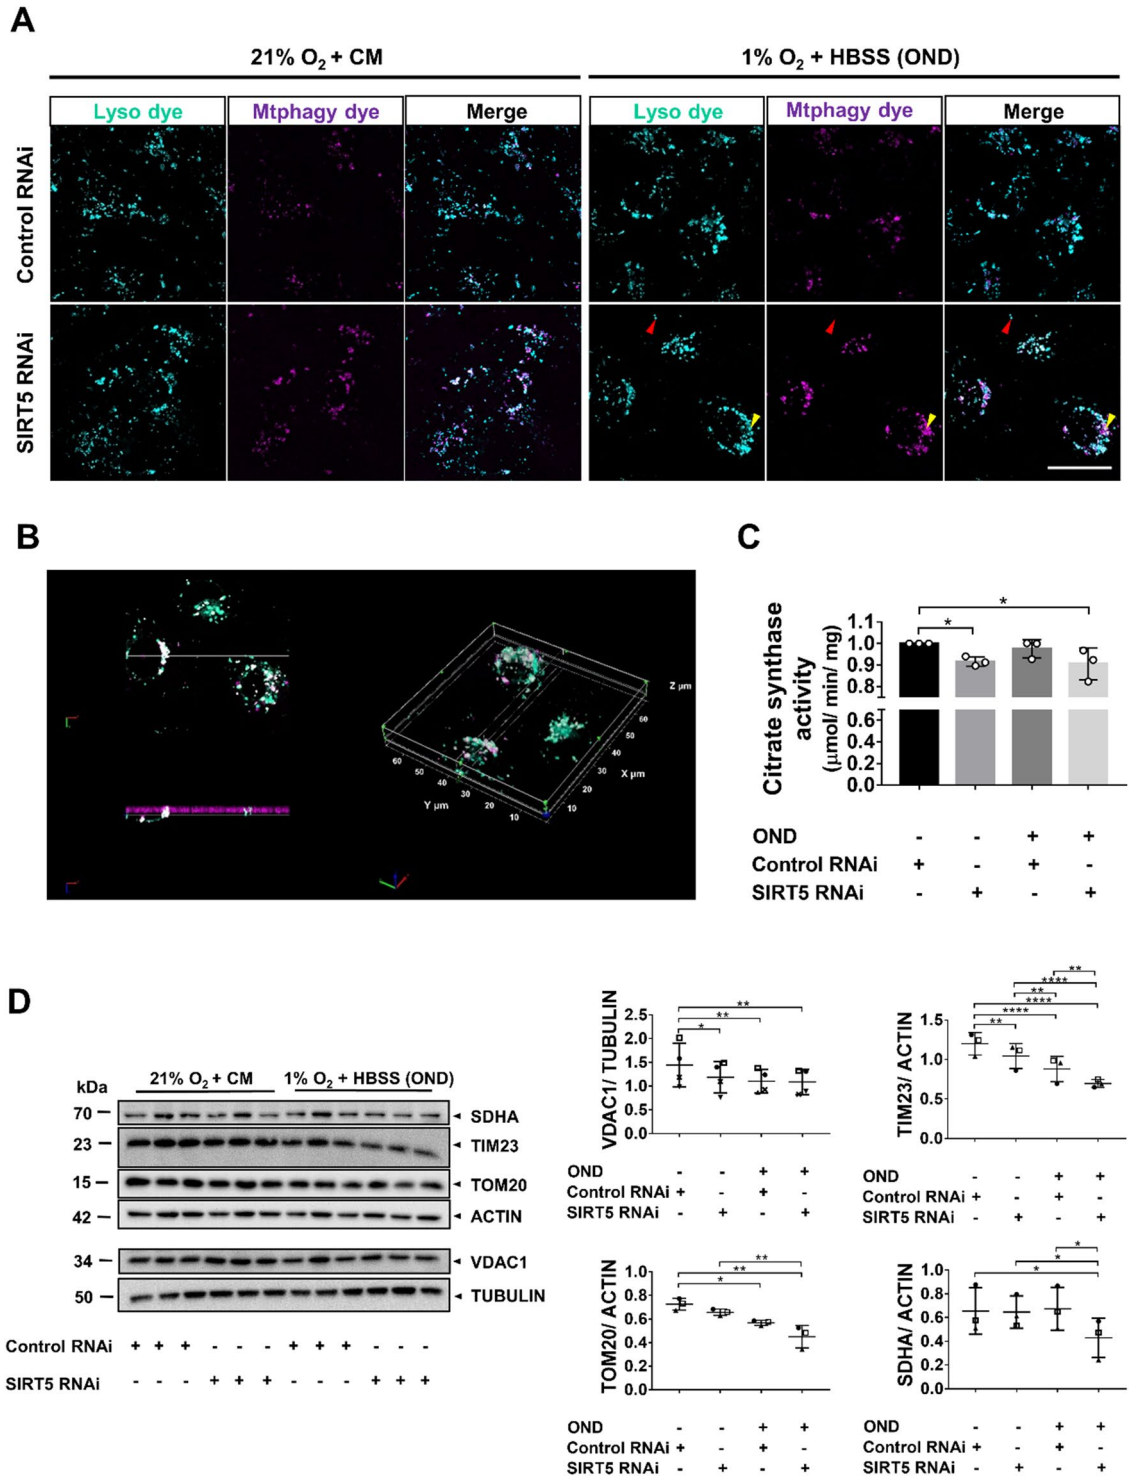 A
21% O2 + CM
1% O2 + HBSS (OND)
Lyso dye Mtphagy dye Merge Lyso dye Mtphagy dye Merge
Control RNAi
SIRT5 RNAi
B
Z µm
60
50
40
30
20
10
X µm
60
50
40
30
20
10
Y µm
C
Citrate synthase
activity
(µmol/ min/ mg)
1.1
1.0
0.9
0.8
0.6
0.4
0.2
0.0
*
*
OND - - + +
Control RNAi + - + -
SIRT5 RNAi - + - +
D
kDa
21% O2 + CM 1% O2 + HBSS (OND)
70 SDHA
23 TIM23
15 TOM20
42 ACTIN
34 VDAC1
50 TUBULIN
Control RNAi + + + - - - + + + - - -
SIRT5 RNAi - - - + + + - - - + + +
VDAC1/ TUBULIN
2.5
2.0
1.5
1.0
0.5
0.0
**
**
*
OND - - + +
Control RNAi + - + -
SIRT5 RNAi - + - +
TIM23/ ACTIN
1.5
1.0
0.5
0.0
**
****
**
****
****
**
OND - - + +
Control RNAi + - + -
SIRT5 RNAi - + - +
TOM20/ ACTIN
1.0
0.8
0.6
0.4
0.2
0.0
**
**
*
OND - - + +
Control RNAi + - + -
SIRT5 RNAi - + - +
SDHA/ ACTIN
1.0
0.8
0.6
0.4
0.2
0.0
*
*
*
OND - - + +
Control RNAi + - + -
SIRT5 RNAi - + - +